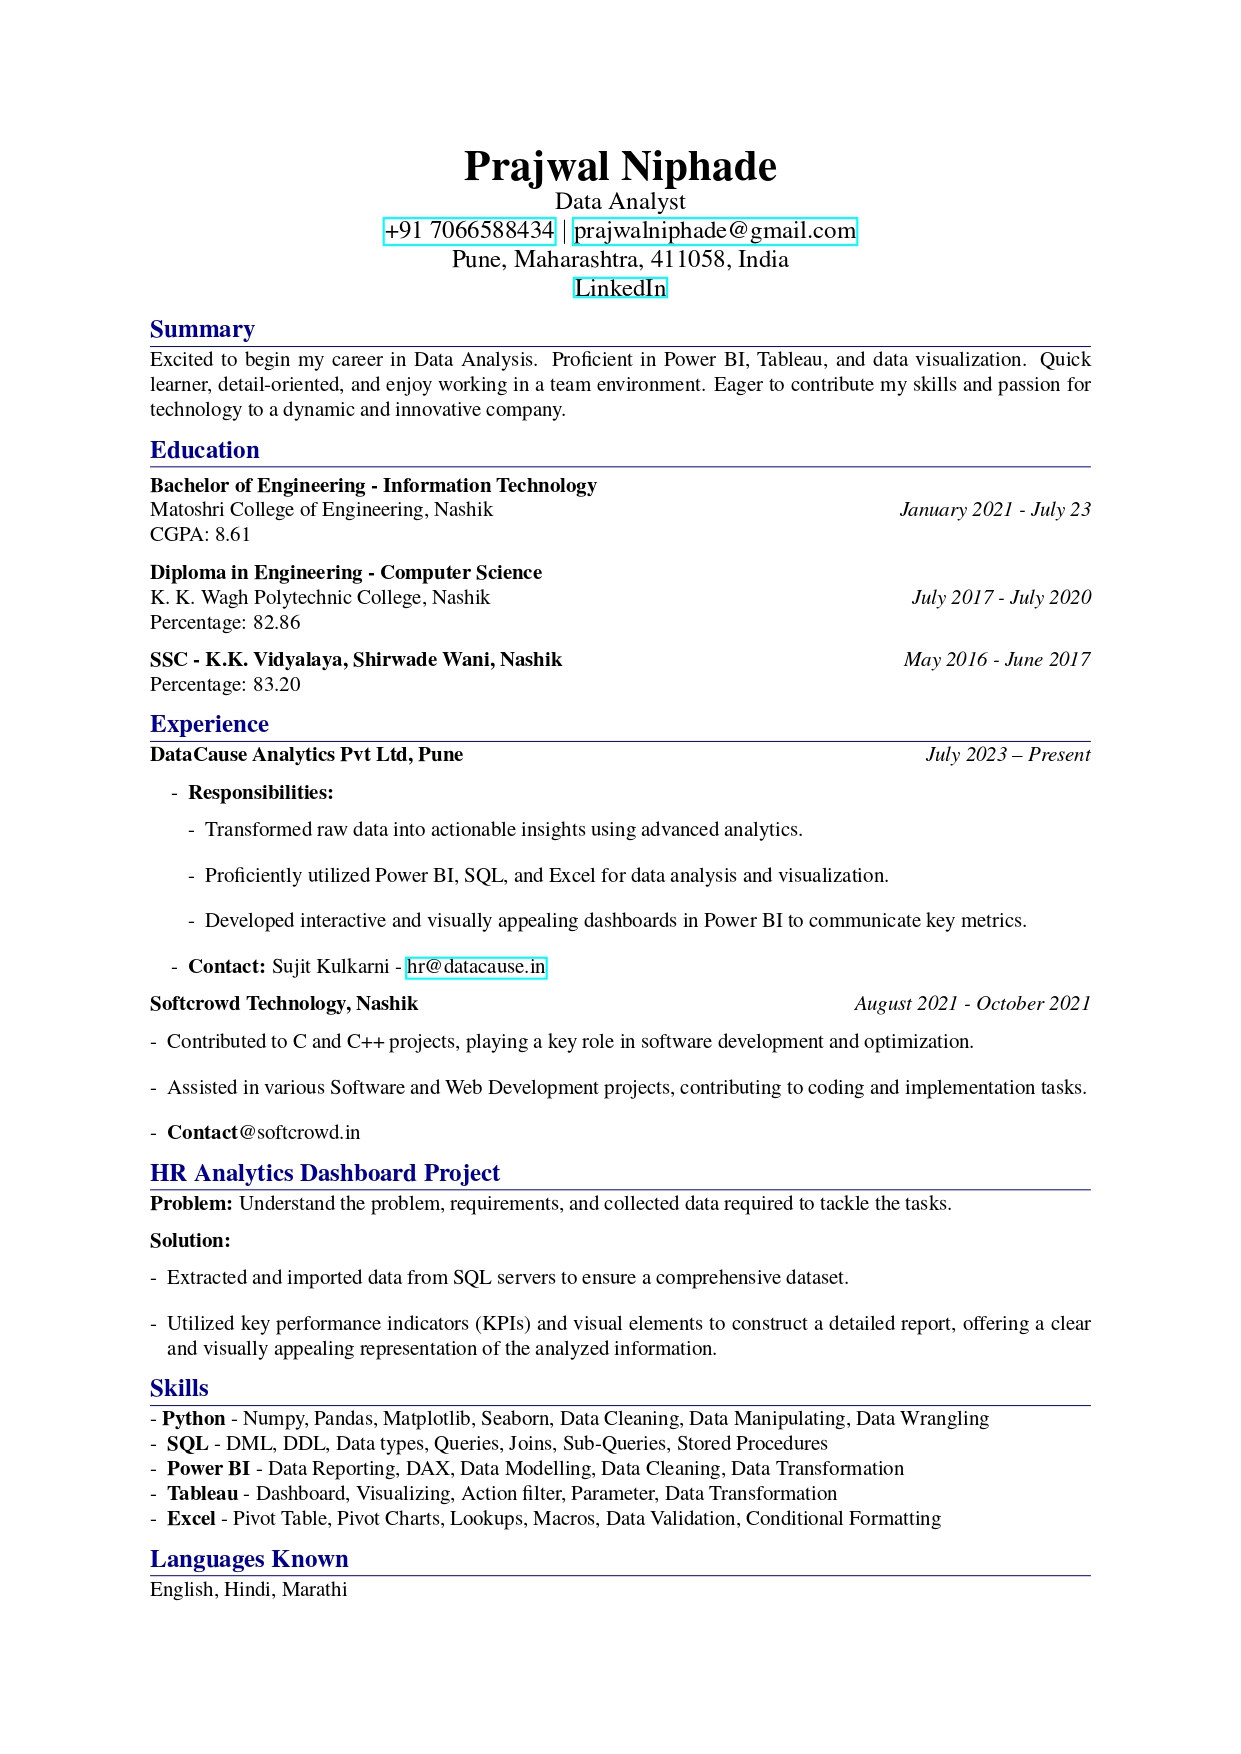 Prajwal Niphade
Data Analyst
+91 7066588434 | prajwalniphade@gmail.com
Pune, Maharashtra, 411058, India
LinkedIn
Summary
Excited to begin my career in Data Analysis. Proficient in Power BI, Tableau, and data visualization. Quick
learner, detail-oriented, and enjoy working in a team environment. Eager to contribute my skills and passion for
technology to a dynamic and innovative company.
Education
Bachelor of Engineering - Information Technology
Matoshri College of Engineering, Nashik January 2021 - July 23
CGPA: 8.61
Diploma in Engineering - Computer Science
K. K. Wagh Polytechnic College, Nashik July 2017 - July 2020
Percentage: 82.86
SSC - K.K. Vidyalaya, Shirwade Wani, Nashik May 2016 - June 2017
Percentage: 83.20
Experience
DataCause Analytics Pvt Ltd, Pune July 2023 – Present
- Responsibilities:
- Transformed raw data into actionable insights using advanced analytics.
- Proficiently utilized Power BI, SQL, and Excel for data analysis and visualization.
- Developed interactive and visually appealing dashboards in Power BI to communicate key metrics.
- Contact: Sujit Kulkarni - hr@datacause.in
Softcrowd Technology, Nashik August 2021 - October 2021
- Contributed to C and C++ projects, playing a key role in software development and optimization.
- Assisted in various Software and Web Development projects, contributing to coding and implementation tasks.
- Contact@softcrowd.in
HR Analytics Dashboard Project
Problem: Understand the problem, requirements, and collected data required to tackle the tasks.
Solution:
- Extracted and imported data from SQL servers to ensure a comprehensive dataset.
- Utilized key performance indicators (KPIs) and visual elements to construct a detailed report, offering a clear
and visually appealing representation of the analyzed information.
Skills
- Python - Numpy, Pandas, Matplotlib, Seaborn, Data Cleaning, Data Manipulating, Data Wrangling
- SQL - DML, DDL, Data types, Queries, Joins, Sub-Queries, Stored Procedures
- Power BI - Data Reporting, DAX, Data Modelling, Data Cleaning, Data Transformation
- Tableau - Dashboard, Visualizing, Action filter, Parameter, Data Transformation
- Excel - Pivot Table, Pivot Charts, Lookups, Macros, Data Validation, Conditional Formatting
Languages Known
English, Hindi, Marathi